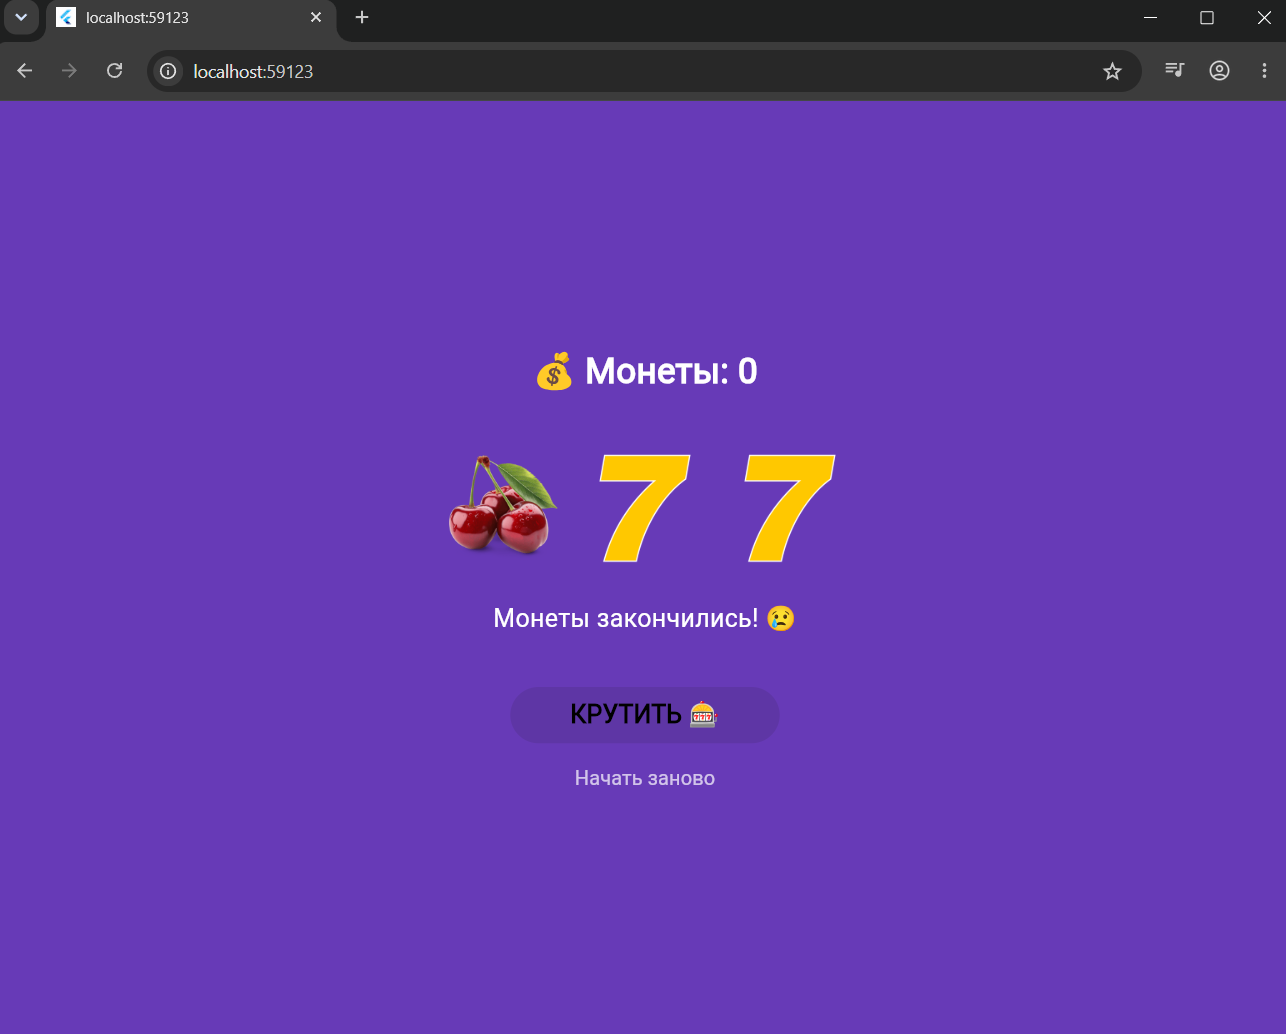 localhost:59123
localhost:59123
💰 Монеты: 0
7 7
Монеты закончились! 😢
КРУТИТЬ 🎰
Начать заново